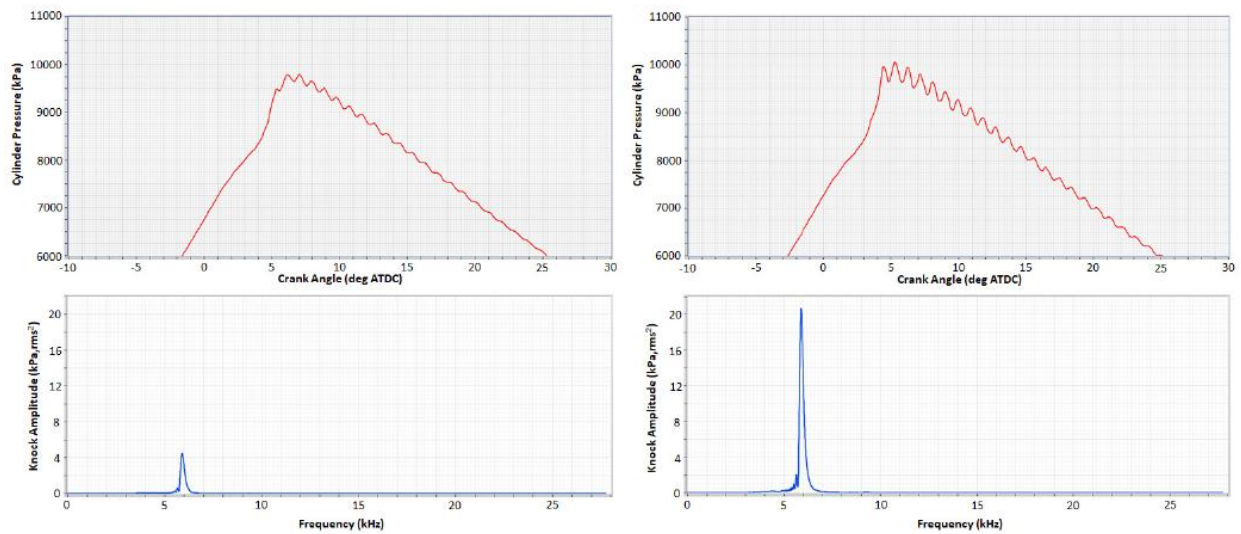 11000
10000
9000
8000
7000
6000
Cylinder Pressure (kPa)
-10 -5 0 5 10 15 20 25 30
Crank Angle (deg ATDC)
11000
10000
9000
8000
7000
6000
Cylinder Pressure (kPa)
-10 -5 0 5 10 15 20 25 30
Crank Angle (deg ATDC)
20
16
12
8
4
0
Knock Amplitude (kPa,rms²)
0 5 10 15 20 25
Frequency (kHz)
20
16
12
8
4
0
Knock Amplitude (kPa,rms²)
0 5 10 15 20 25
Frequency (kHz)